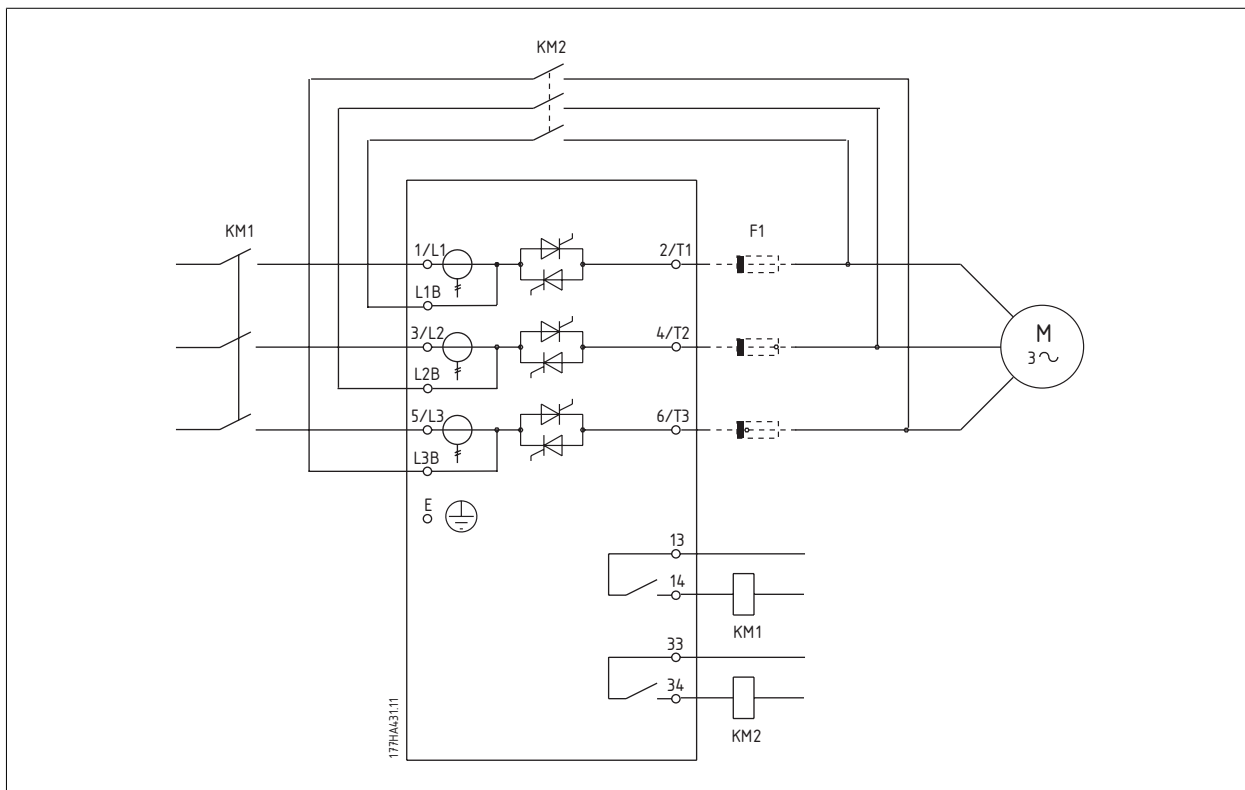 KM2
KM1
F1
1/L1
2/T1
L1B
3/L2
4/T2
M
3~
L2B
5/L3
6/T3
L3B
E
13
14
KM1
33
34
KM2
177HA431.11